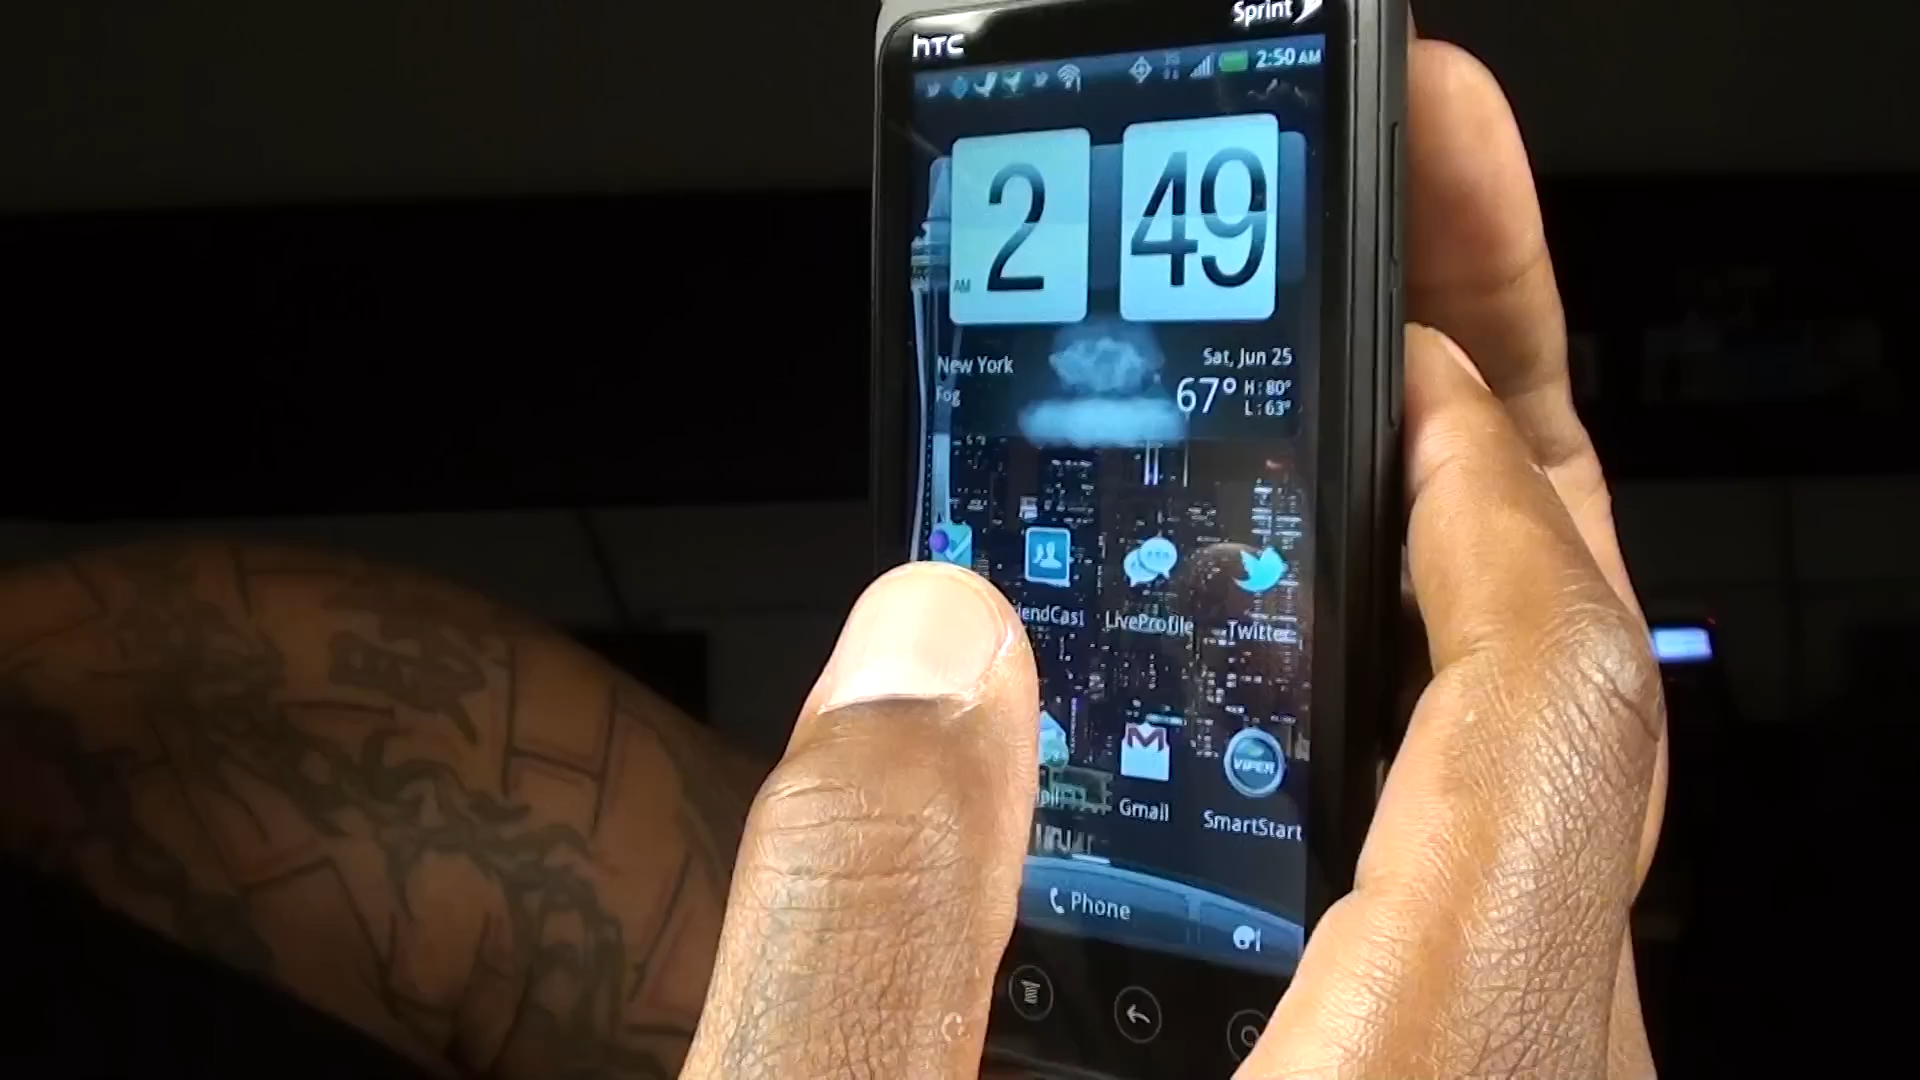 Sprint
hTC
2:50 AM
2 49
AM
New York
Sat, Jun 25
Fog
67° H: 80°
L: 63°
iendCast LiveProfile Twitter
Gmail SmartStart
VIPER
Phone